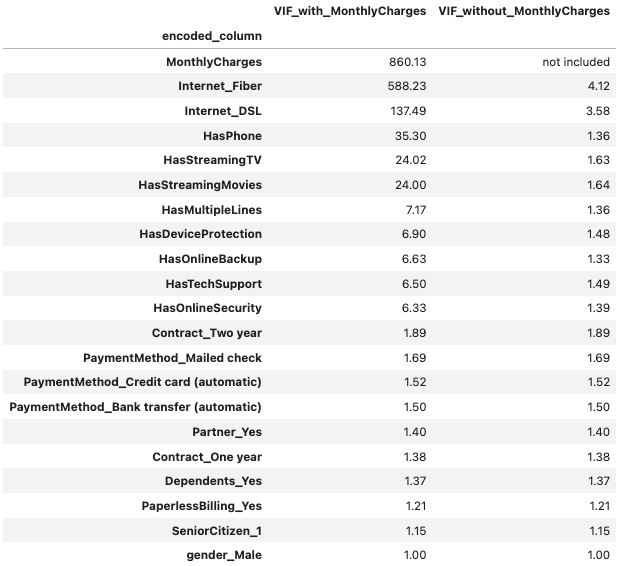 VIF_with_MonthlyCharges VIF_without_MonthlyCharges
encoded_column
MonthlyCharges 860.13 not included
Internet_Fiber 588.23 4.12
Internet_DSL 137.49 3.58
HasPhone 35.30 1.36
HasStreamingTV 24.02 1.63
HasStreamingMovies 24.00 1.64
HasMultipleLines 7.17 1.36
HasDeviceProtection 6.90 1.48
HasOnlineBackup 6.63 1.33
HasTechSupport 6.50 1.49
HasOnlineSecurity 6.33 1.39
Contract_Two year 1.89 1.89
PaymentMethod_Mailed check 1.69 1.69
PaymentMethod_Credit card (automatic) 1.52 1.52
PaymentMethod_Bank transfer (automatic) 1.50 1.50
Partner_Yes 1.40 1.40
Contract_One year 1.38 1.38
Dependents_Yes 1.37 1.37
PaperlessBilling_Yes 1.21 1.21
SeniorCitizen_1 1.15 1.15
gender_Male 1.00 1.00